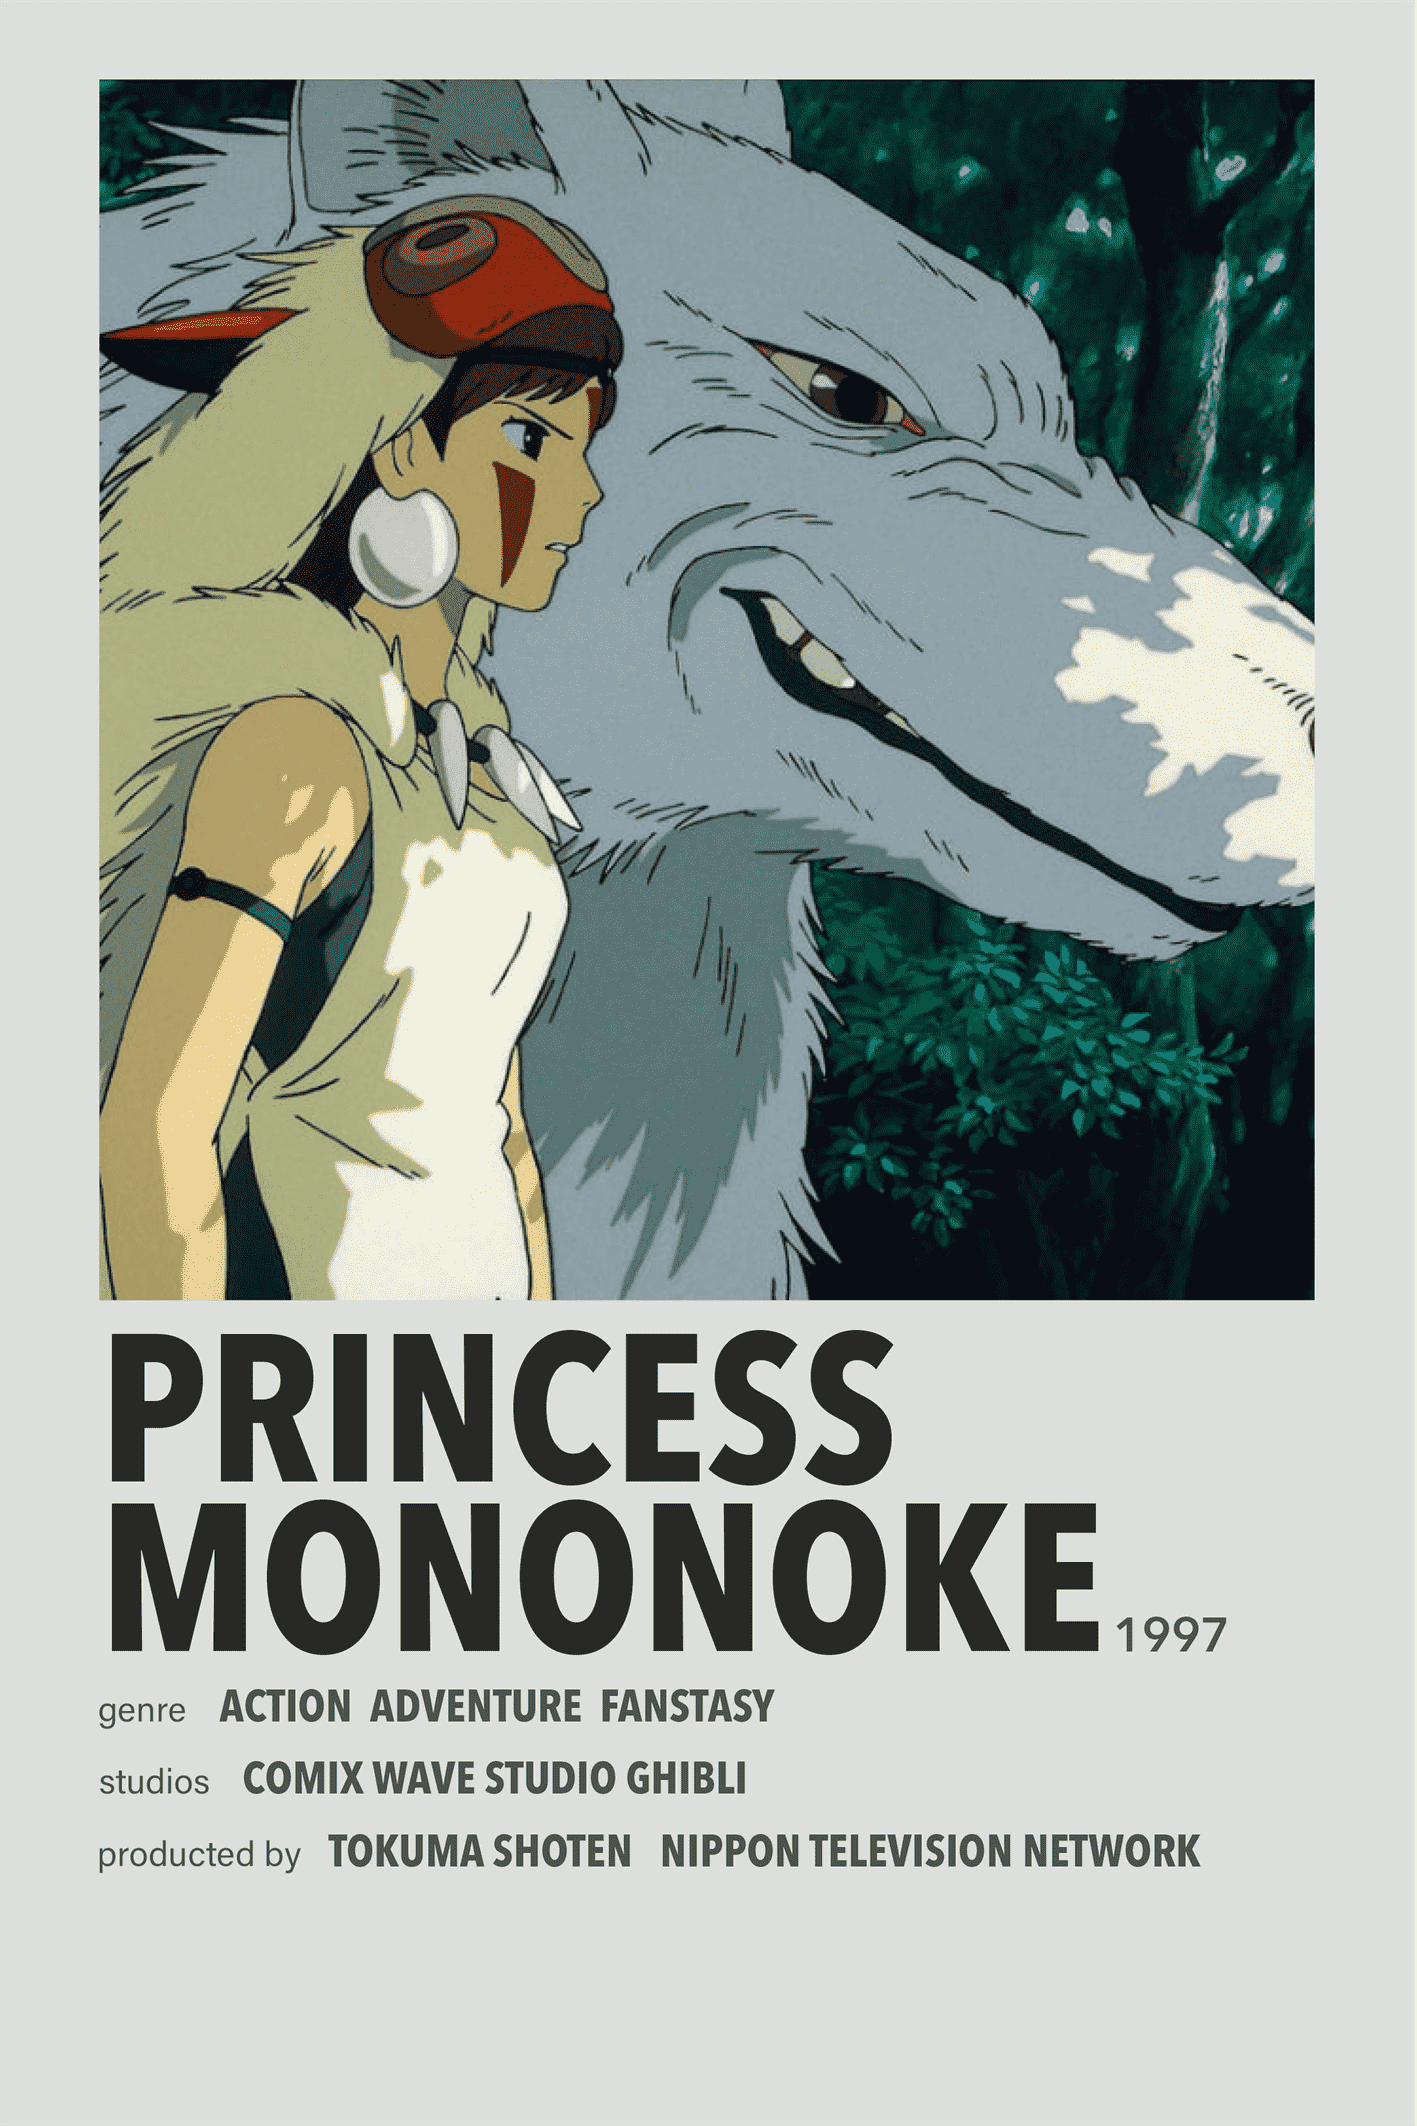 PRINCESS
MONONOKE 1997
genre ACTION ADVENTURE FANSTASY
studios COMIX WAVE STUDIO GHIBLI
producted by TOKUMA SHOTEN NIPPON TELEVISION NETWORK